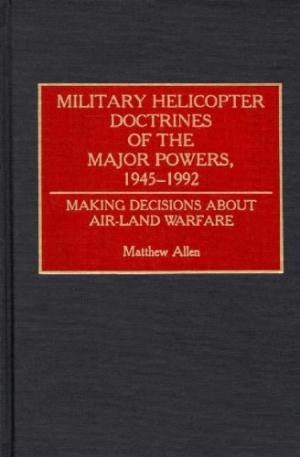 MILITARY HELICOPTER
DOCTRINES
OF THE
MAJOR POWERS,
1945–1992
MAKING DECISIONS ABOUT
AIR-LAND WARFARE
Matthew Allen